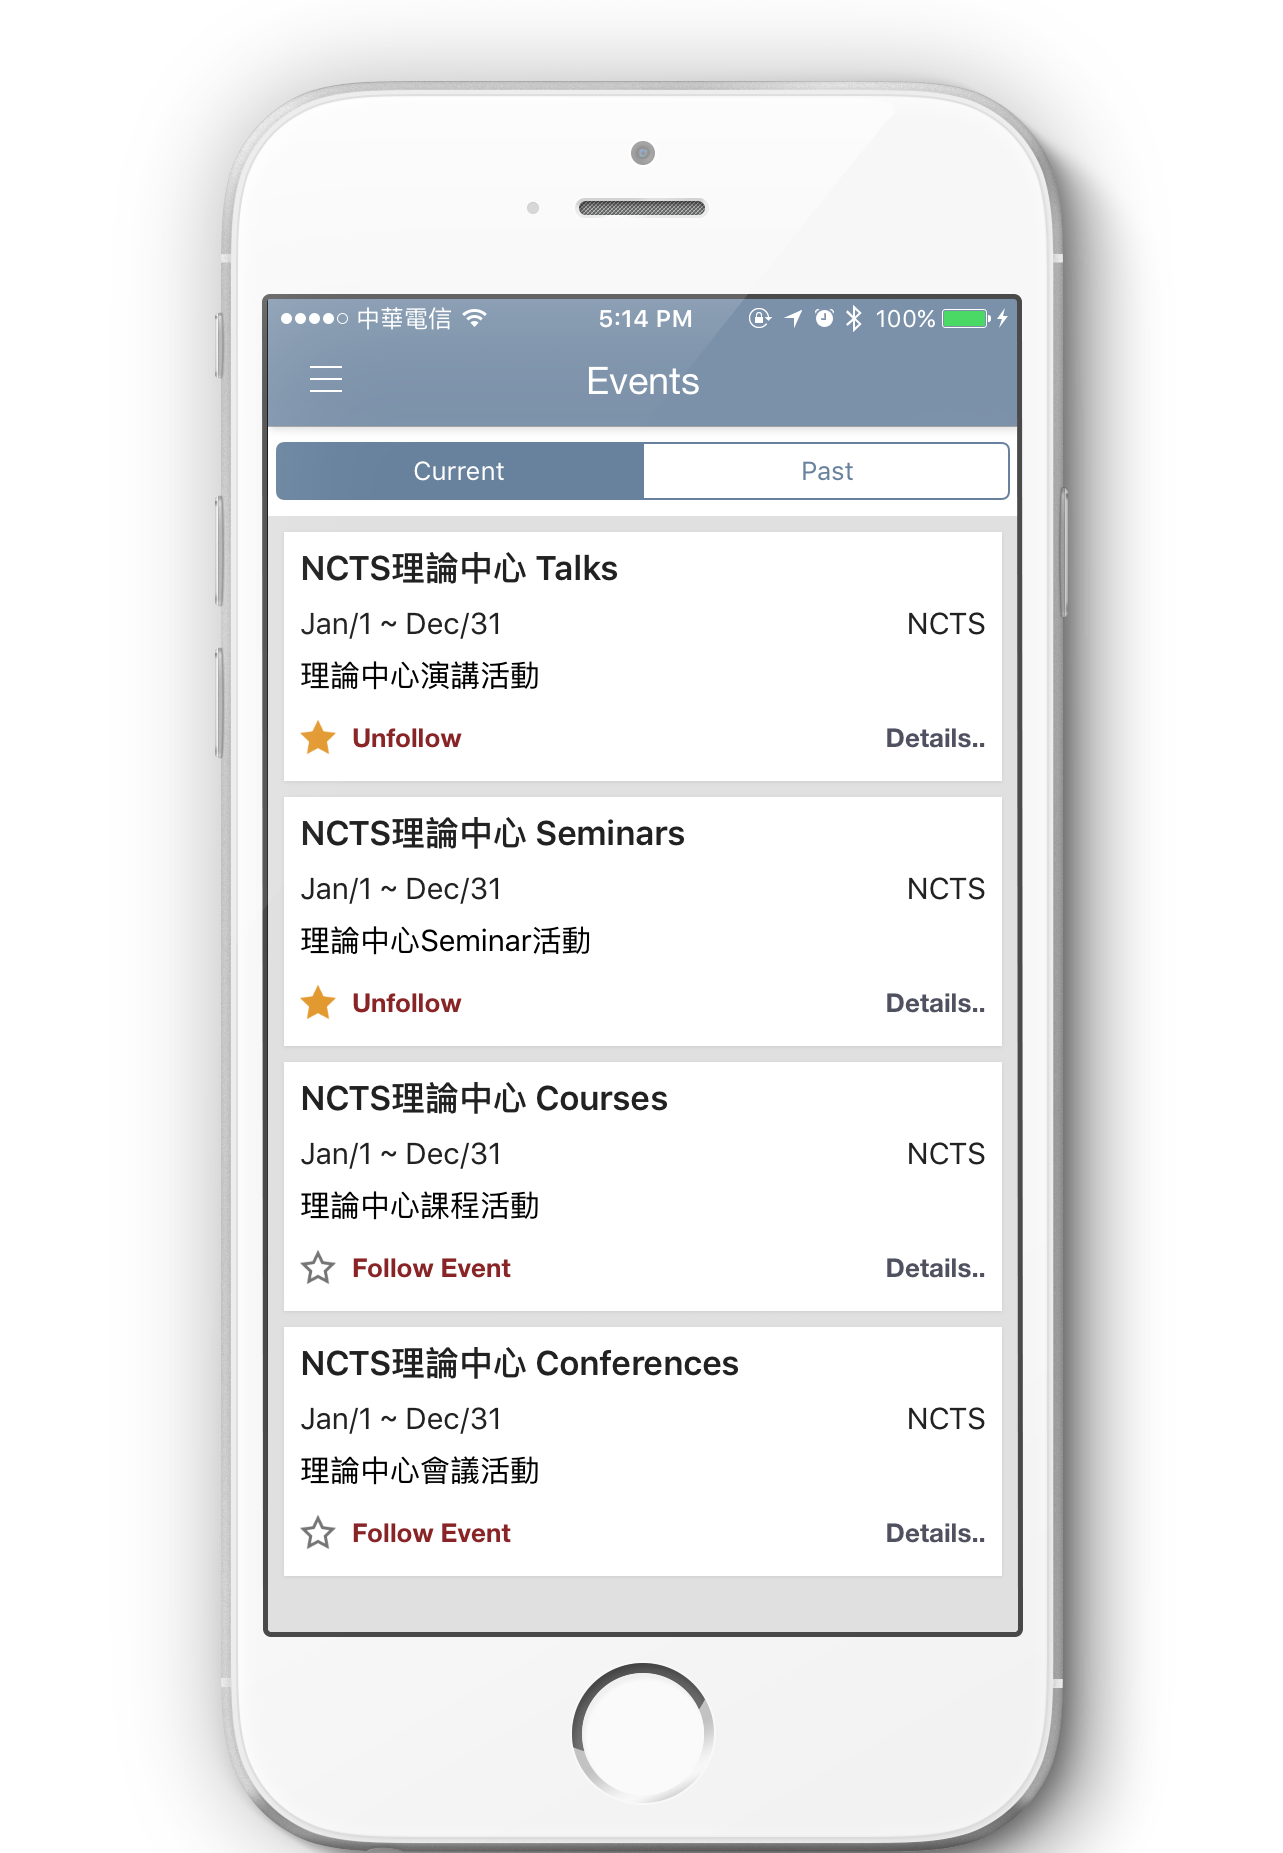 中華電信 5:14 PM 100%
Events
Current Past
NCTS理論中心 Talks
Jan/1 ~ Dec/31 NCTS
理論中心演講活動
Unfollow Details..
NCTS理論中心 Seminars
Jan/1 ~ Dec/31 NCTS
理論中心Seminar活動
Unfollow Details..
NCTS理論中心 Courses
Jan/1 ~ Dec/31 NCTS
理論中心課程活動
Follow Event Details..
NCTS理論中心 Conferences
Jan/1 ~ Dec/31 NCTS
理論中心會議活動
Follow Event Details..